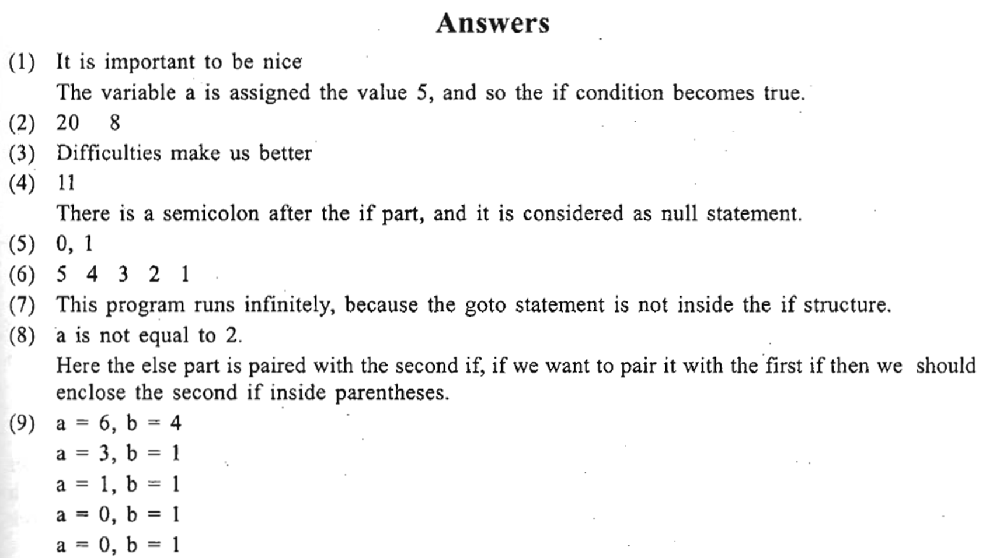 Answers
(1) It is important to be nice
The variable a is assigned the value 5, and so the if condition becomes true.
(2) 20 8
(3) Difficulties make us better
(4) 11
There is a semicolon after the if part, and it is considered as null statement.
(5) 0, 1
(6) 5 4 3 2 1
(7) This program runs infinitely, because the goto statement is not inside the if structure.
(8) a is not equal to 2.
Here the else part is paired with the second if, if we want to pair it with the first if then we should
enclose the second if inside parentheses.
(9) a = 6, b = 4
a = 3, b = 1
a = 1, b = 1
a = 0, b = 1
a = 0, b = 1